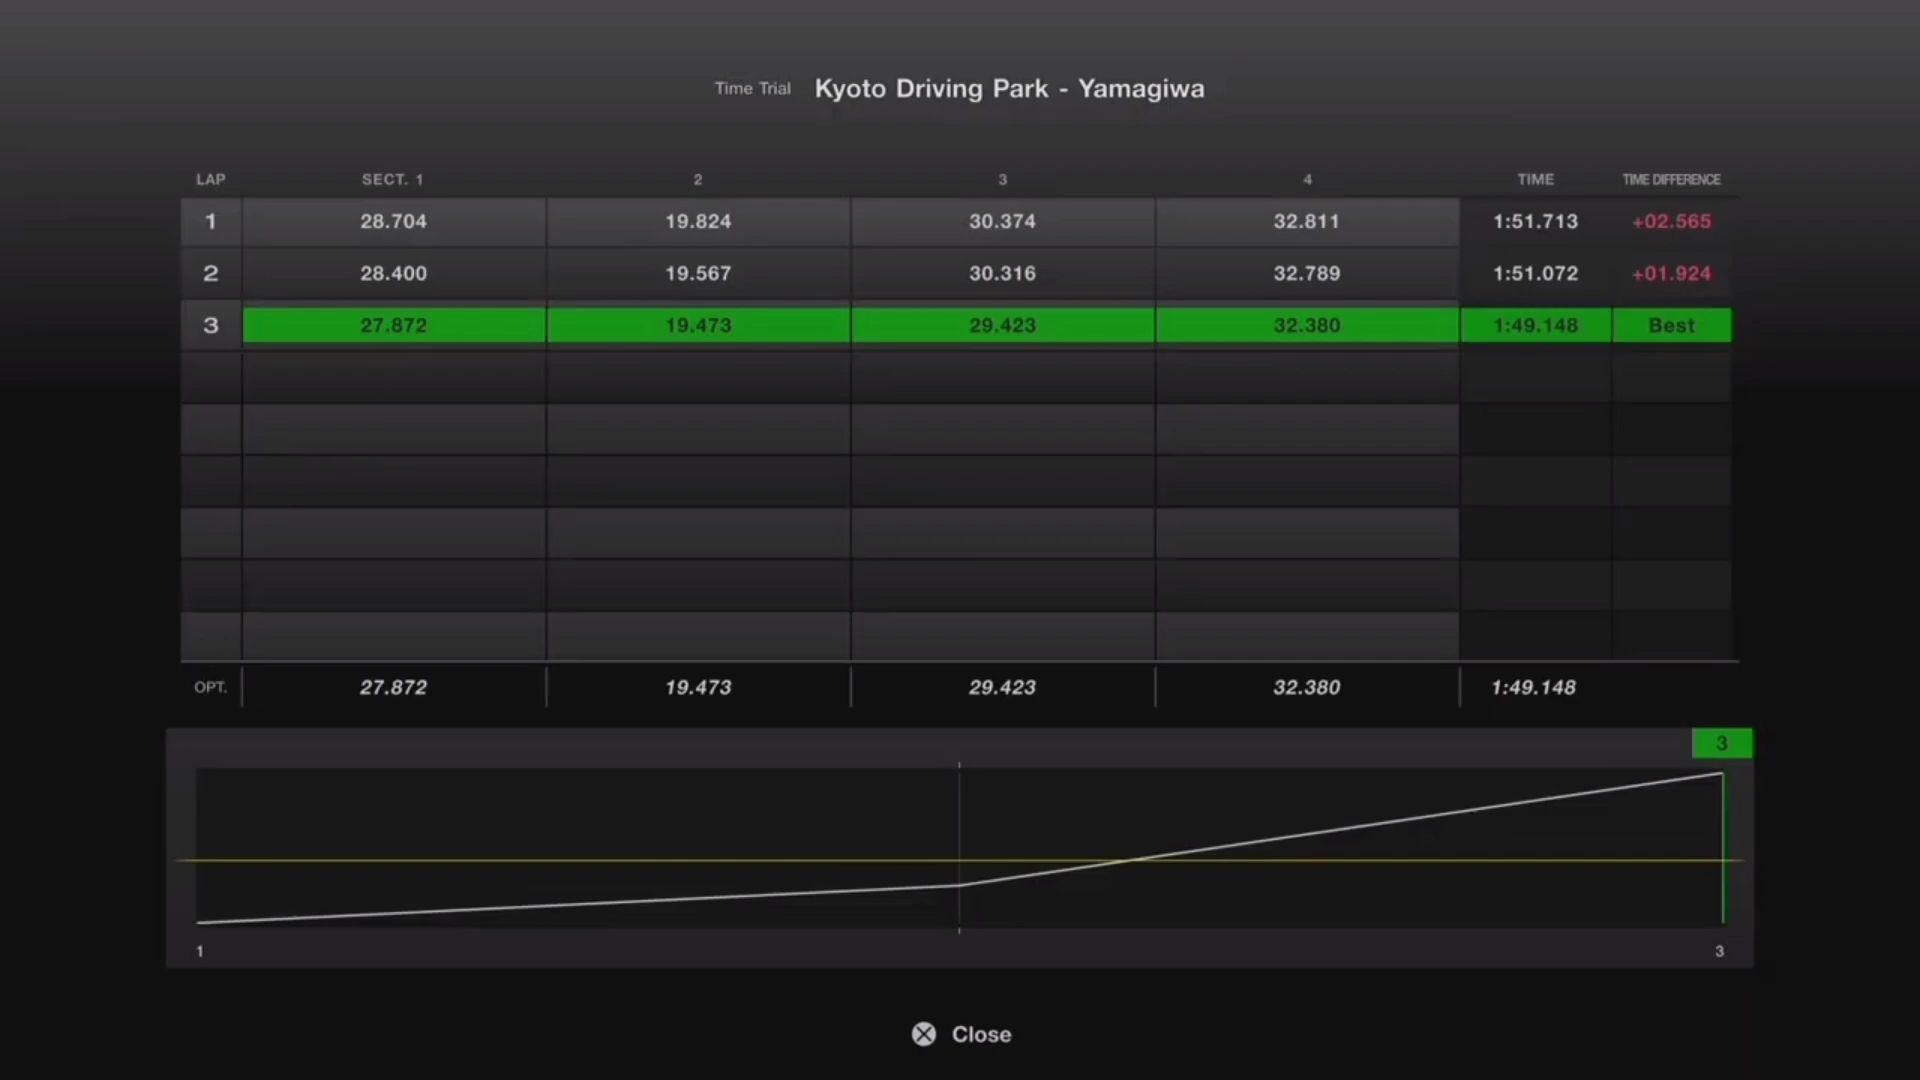 Time Trial Kyoto Driving Park - Yamagiwa
LAP SECT. 1 2 3 4 TIME TIME DIFFERENCE
1 28.704 19.824 30.374 32.811 1:51.713 +02.565
2 28.400 19.567 30.316 32.789 1:51.072 +01.924
3 27.872 19.473 29.423 32.380 1:49.148 Best
OPT. 27.872 19.473 29.423 32.380 1:49.148
3
1 3
Close